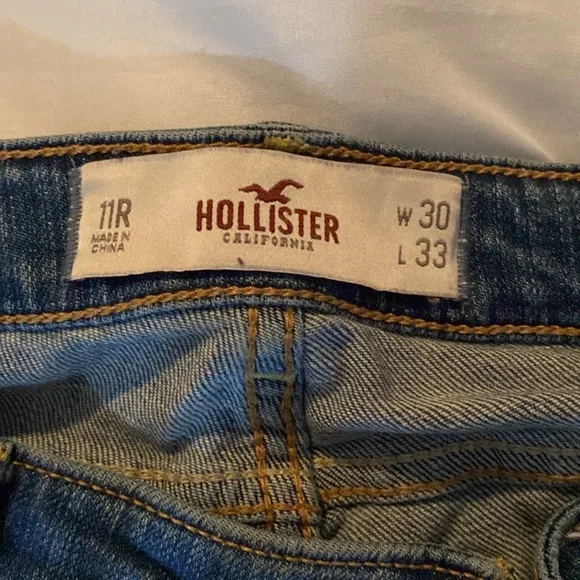 11R
MADE IN
CHINA
HOLLISTER
CALIFORNIA
W 30
L 33